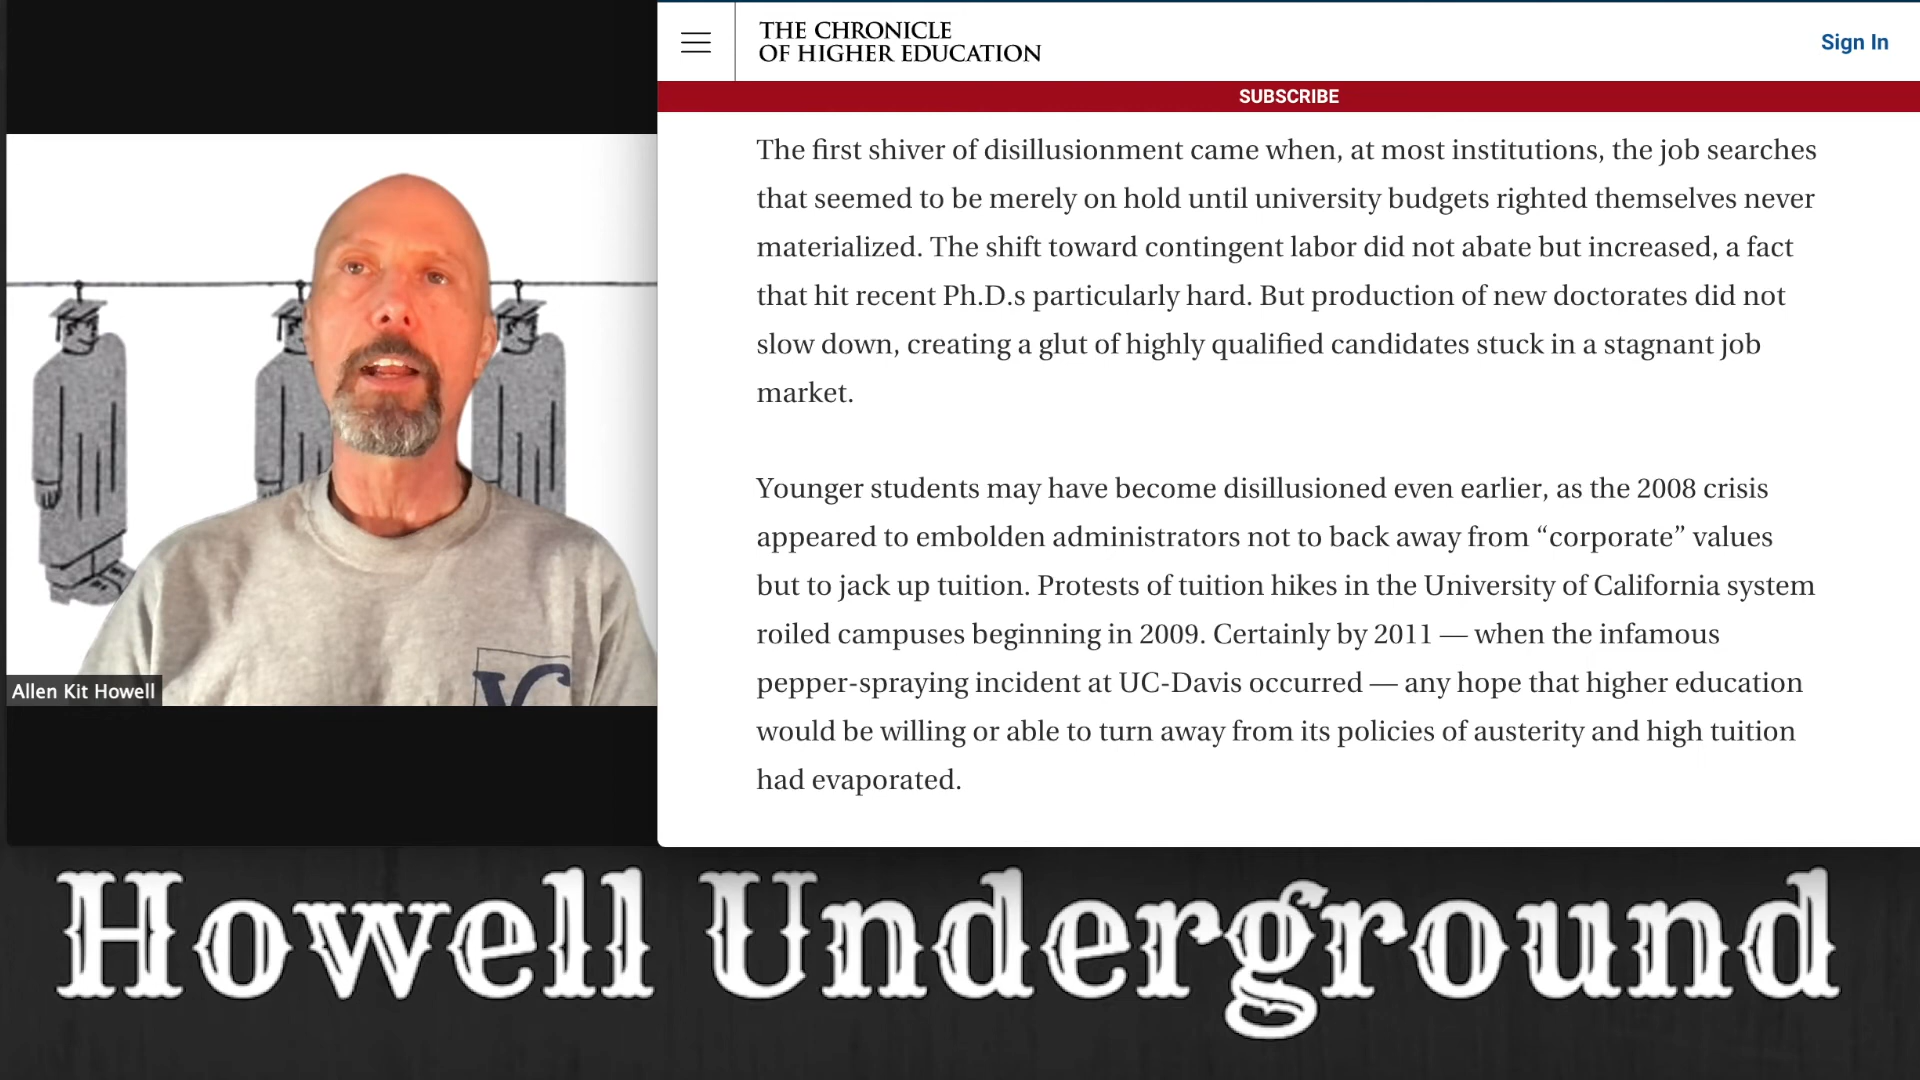 THE CHRONICLE
OF HIGHER EDUCATION
Sign In
SUBSCRIBE
The first shiver of disillusionment came when, at most institutions, the job searches
that seemed to be merely on hold until university budgets righted themselves never
materialized. The shift toward contingent labor did not abate but increased, a fact
that hit recent Ph.D.s particularly hard. But production of new doctorates did not
slow down, creating a glut of highly qualified candidates stuck in a stagnant job
market.
Younger students may have become disillusioned even earlier, as the 2008 crisis
appeared to embolden administrators not to back away from “corporate” values
but to jack up tuition. Protests of tuition hikes in the University of California system
roiled campuses beginning in 2009. Certainly by 2011 — when the infamous
pepper-spraying incident at UC-Davis occurred — any hope that higher education
would be willing or able to turn away from its policies of austerity and high tuition
had evaporated.
Allen Kit Howell
Howell Underground